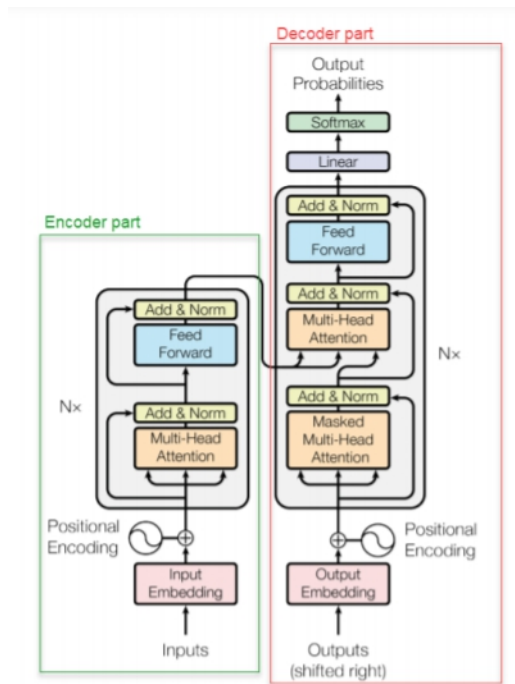 Decoder part
Output
Probabilities
Softmax
Linear
Add & Norm
Feed
Forward
Add & Norm
Multi-Head
Attention
Nx
Add & Norm
Masked
Multi-Head
Attention
Positional
Encoding
Output
Embedding
Outputs
(shifted right)
Encoder part
Add & Norm
Feed
Forward
Nx
Add & Norm
Multi-Head
Attention
Positional
Encoding
Input
Embedding
Inputs